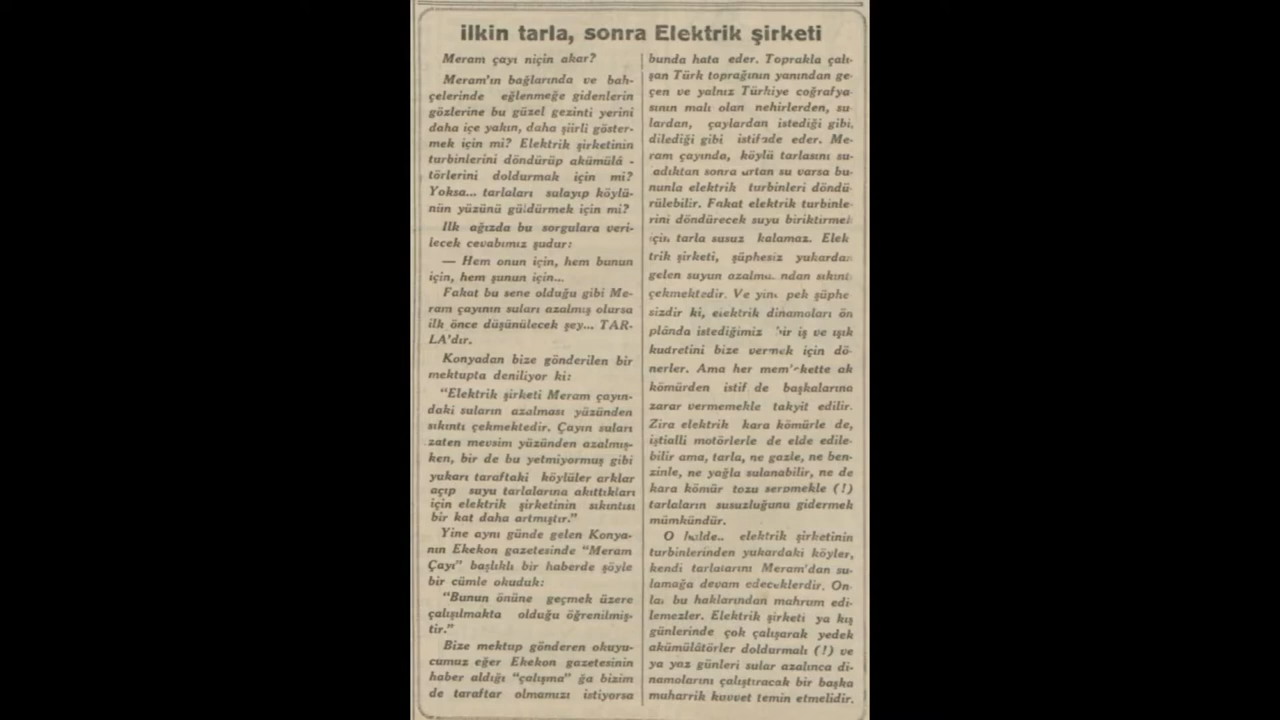 ilkin tarla, sonra Elektrik şirketi
Meram çayı niçin akar?
Meram'ın bağlarında ve bah-
çelerinde eğlenmeğe gidenlerin
gözlerine bu güzel gezinti yerini
daha içe yakın, daha şiirli göster-
mek için mi? Elektrik şirketinin
turbinlerini döndürüp akümülâ -
törlerini doldurmak için mi?
Yoksa... tarlaları sulayıp köylü-
nün yüzünü güldürmek için mi?
İlk ağızda bu sorgulara veri-
lecek cevabımız şudur:
— Hem onun için, hem bunun
için, hem şunun için...
Fakat bu sene olduğu gibi Me-
ram çayının suları azalmış olursa
ilk önce düşünülecek şey... TAR-
LA'dır.
Konyadan bize gönderilen bir
mektupta deniliyor ki:
"Elektrik şirketi Meram çayın-
daki suların azalması yüzünden
sıkıntı çekmektedir. Çayın suları
zaten mevsim yüzünden azalmış-
ken, bir de bu yetmiyormuş gibi
yukarı taraftaki köylüler arklar
açıp suyu tarlalarına akıttıkları
için elektrik şirketinin sıkıntısı
bir kat daha artmıştır."
Yine aynı günde gelen Konya-
nın Ekekon gazetesinde "Meram
Çayı" başlıklı bir haberde şöyle
bir cümle okuduk:
"Bunun önüne geçmek üzere
çalışılmakta olduğu öğrenilmiş-
tir."
Bize mektup gönderen okuyu-
cumuz eğer Ekekon gazetesinin
haber aldığı "çalışma" ğa bizim
de taraftar olmamızı istiyorsa
bunda hata eder. Toprakla çalı-
şan Türk toprağının yanından ge-
çen ve yalnız Türkiye coğrafya-
sının malı olan nehirlerden, su-
lardan, çaylardan istediği gibi,
dilediği gibi istifade eder. Me-
ram çayında, köylü tarlasını su-
ladıktan sonra artan su varsa bu-
nunla elektrik turbinleri döndü-
rülebilir. Fakat elektrik turbinle-
rini döndürecek suyu biriktirmek
için tarla susuz kalamaz. Elek
trik şirketi, şüphesiz yukardan
gelen suyun azalmasından sıkıntı
çekmektedir. Ve yine pek şüphe
sizdir ki, elektrik dinamoları ön
plânda istediğimiz bir iş ve ışık
kudretini bize vermek için dö-
nerler. Ama her memlekette ak
kömürden istifade başkalarına
zarar vermemekle takyit edilir.
Zira elektrik kara kömürle de,
iştialli motörlerle de elde edile-
bilir ama, tarla, ne gazle, ne ben-
zinle, ne yağla sulanabilir, ne de
kara kömür tozu serpmekle (!)
tarlaların susuzluğunu gidermek
mümkündür.
O halde.. elektrik şirketinin
turbinlerinden yukardaki köyler,
kendi tarlalarını Meram'dan su-
lamağa devam edeceklerdir. On-
lar bu haklarından mahrum edi-
lemezler. Elektrik şirketi ya kış
günlerinde çok çalışarak yedek
akümülâtörler doldurmalı (!) ve
ya yaz günleri sular azalınca di-
namolarını çalıştıracak bir başka
muharrik kuvvet temin etmelidir.